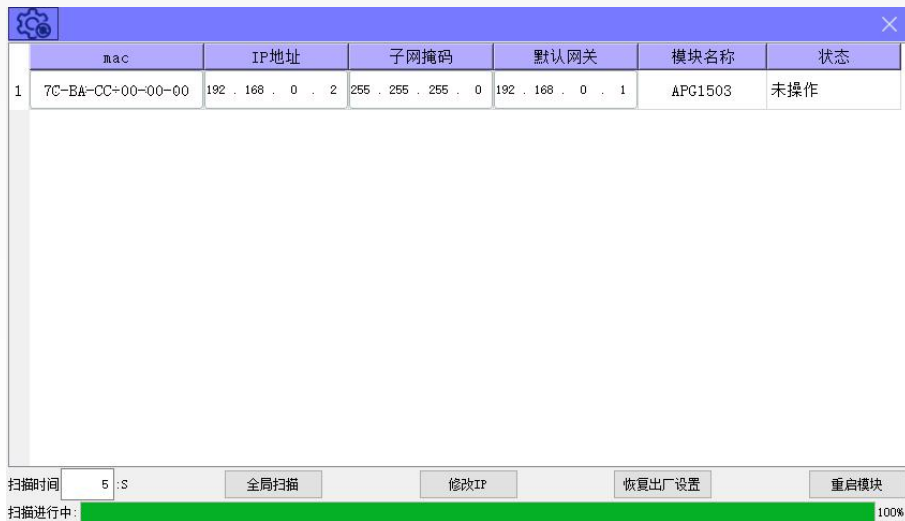 mac IP地址 子网掩码 默认网关 模块名称 状态
1 7C-BA-CC-00-00-00 192 . 168 . 0 . 2 255 . 255 . 255 . 0 192 . 168 . 0 . 1 APG1503 未操作
扫描时间 5 :S 全局扫描 修改IP 恢复出厂设置 重启模块
扫描进行中: 100%